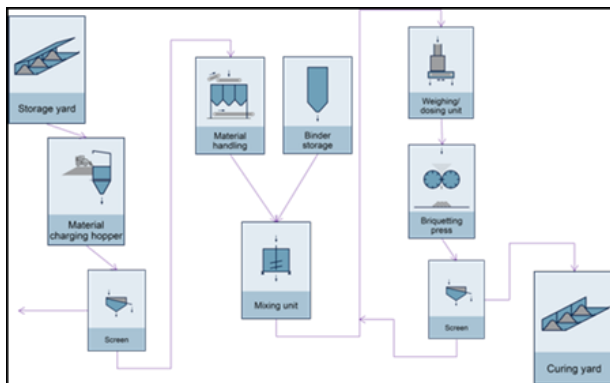 Storage yard
Material
charging hopper
Screen
Material
handling
Binder
storage
Mixing unit
Weighing/
dosing unit
Briquetting
press
Screen
Curing yard